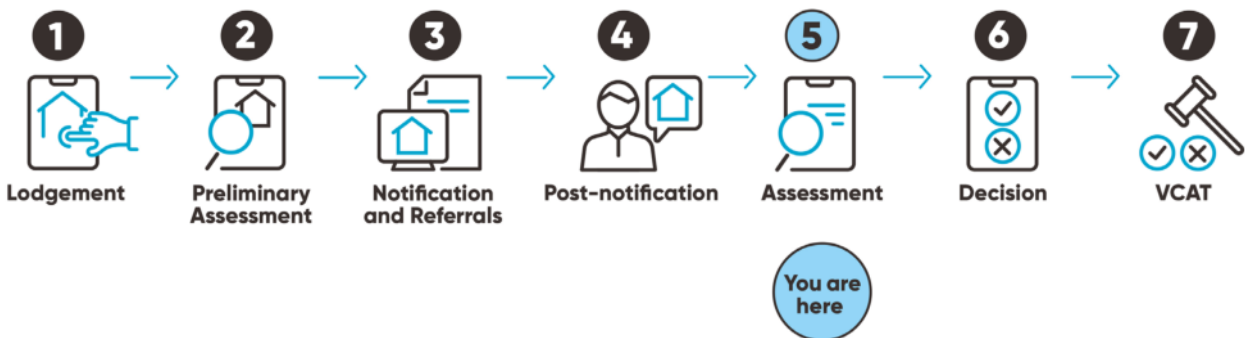 1
2
3
4
5
6
7
Lodgement
Preliminary
Assessment
Notification
and Referrals
Post-notification
Assessment
Decision
VCAT
You are
here